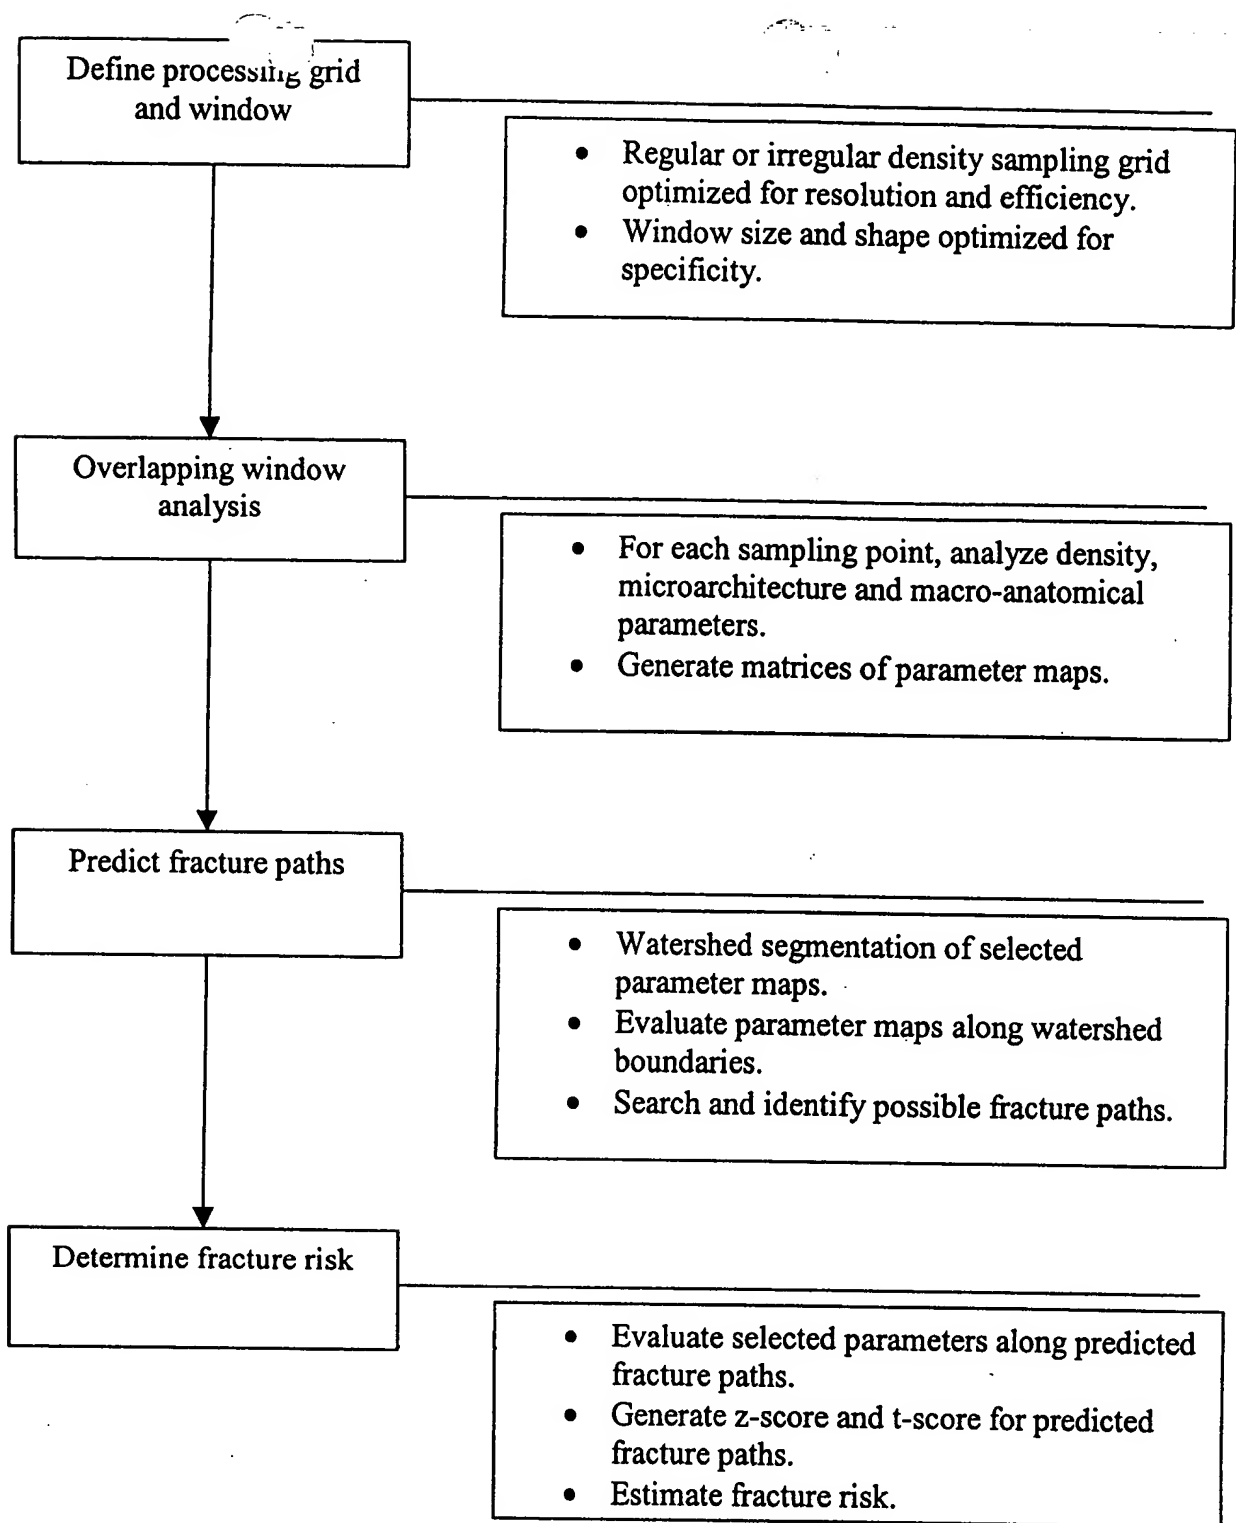 Define processing grid
and window
• Regular or irregular density sampling grid
optimized for resolution and efficiency.
• Window size and shape optimized for
specificity.
Overlapping window
analysis
• For each sampling point, analyze density,
microarchitecture and macro-anatomical
parameters.
• Generate matrices of parameter maps.
Predict fracture paths
• Watershed segmentation of selected
parameter maps.
• Evaluate parameter maps along watershed
boundaries.
• Search and identify possible fracture paths.
Determine fracture risk
• Evaluate selected parameters along predicted
fracture paths.
• Generate z-score and t-score for predicted
fracture paths.
• Estimate fracture risk.